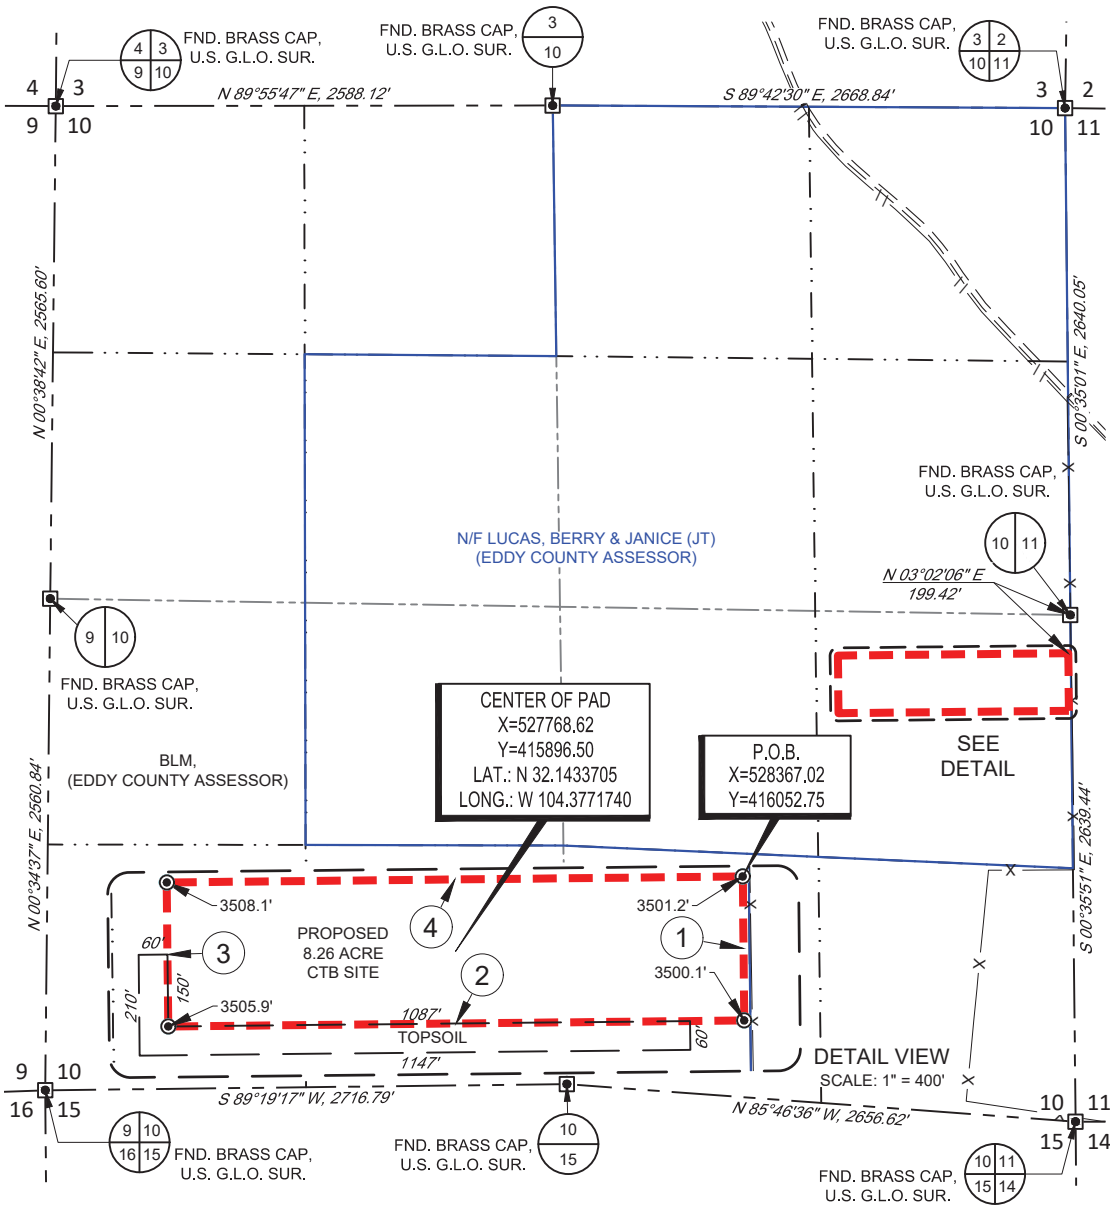 FND. BRASS CAP,
U.S. G.L.O. SUR.
4 3
9 10
FND. BRASS CAP,
U.S. G.L.O. SUR.
3
10
FND. BRASS CAP,
U.S. G.L.O. SUR.
3 2
10 11
4 3
9 10
N 89°55'47" E, 2588.12'
S 89°42'30" E, 2668.84'
3 2
10 11
N 00°38'42" E, 2565.60'
S 00°35'01" E, 2640.05'
FND. BRASS CAP,
U.S. G.L.O. SUR.
10 11
N/F LUCAS, BERRY & JANICE (JT)
(EDDY COUNTY ASSESSOR)
N 03°02'06" E
199.42'
9 10
FND. BRASS CAP,
U.S. G.L.O. SUR.
BLM,
(EDDY COUNTY ASSESSOR)
CENTER OF PAD
X=527768.62
Y=415896.50
LAT.: N 32.1433705
LONG.: W 104.3771740
P.O.B.
X=528367.02
Y=416052.75
SEE
DETAIL
N 00°34'37" E, 2560.84'
S 00°35'51" E, 2639.44'
3508.1'
3501.2'
PROPOSED
8.26 ACRE
CTB SITE
4
1
60'
3
2
3500.1'
210'
150'
3505.9'
1087'
TOPSOIL
60'
1147'
DETAIL VIEW
SCALE: 1" = 400'
X
X
X
X
X
X
X
X
X
X
9 10
16 15
S 89°19'17" W, 2716.79'
N 85°46'36" W, 2656.62'
10 11
15 14
9 10
16 15
FND. BRASS CAP,
U.S. G.L.O. SUR.
FND. BRASS CAP,
U.S. G.L.O. SUR.
10
15
FND. BRASS CAP,
U.S. G.L.O. SUR.
10 11
15 14